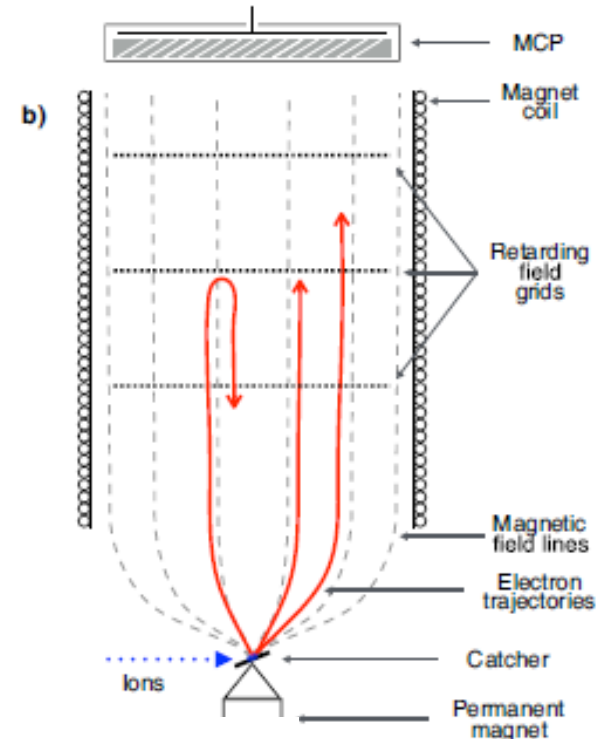 MCP
b)
Magnet
coil
Retarding
field
grids
Magnetic
field lines
Electron
trajectories
Catcher
Ions
Permanent
magnet